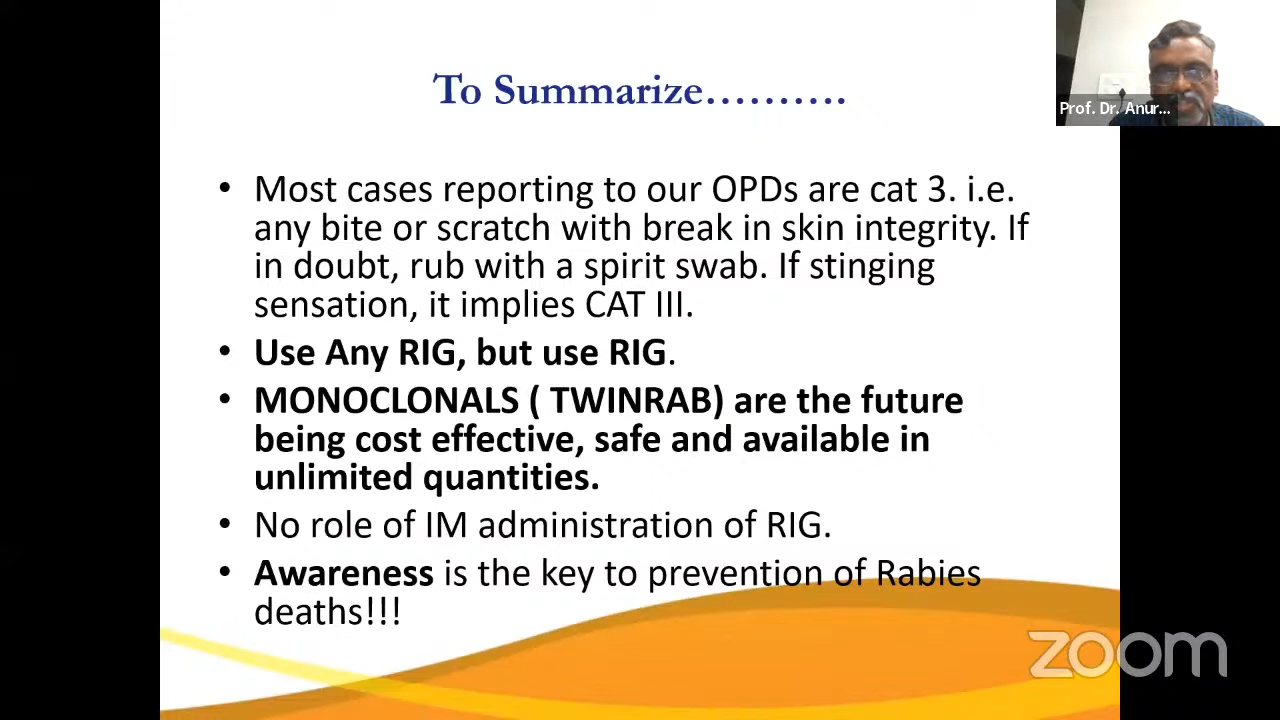 To Summarize……….
Prof. Dr. Anur...
• Most cases reporting to our OPDs are cat 3. i.e.
any bite or scratch with break in skin integrity. If
in doubt, rub with a spirit swab. If stinging
sensation, it implies CAT III.
• Use Any RIG, but use RIG.
• MONOCLONALS ( TWINRAB) are the future
being cost effective, safe and available in
unlimited quantities.
• No role of IM administration of RIG.
• Awareness is the key to prevention of Rabies
deaths!!!
zoom